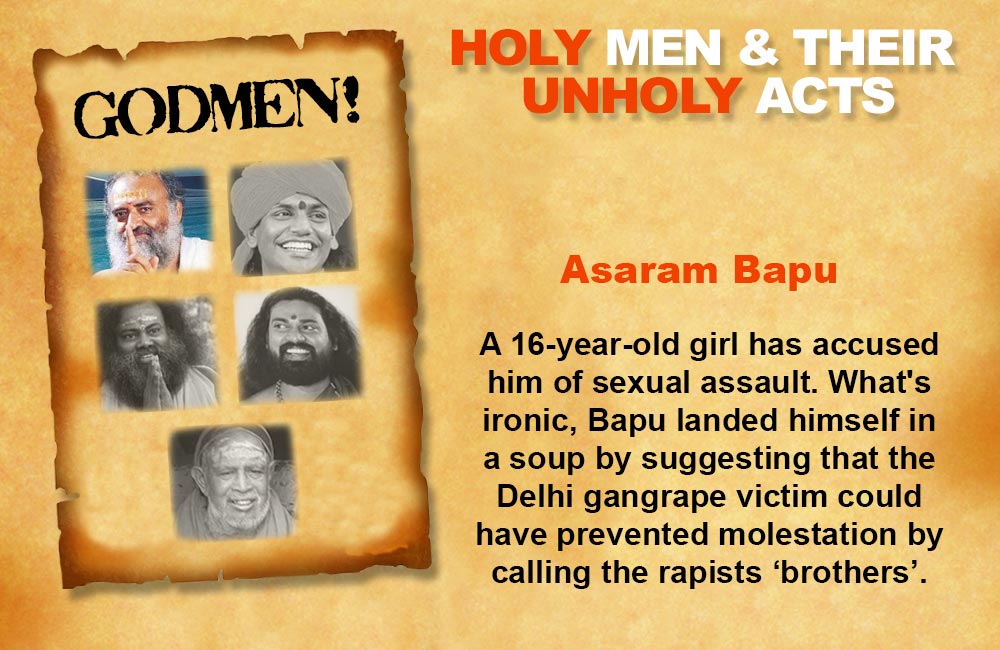 GODMEN!
HOLY MEN & THEIR
UNHOLY ACTS
Asaram Bapu
A 16-year-old girl has accused
him of sexual assault. What's
ironic, Bapu landed himself in
a soup by suggesting that the
Delhi gangrape victim could
have prevented molestation by
calling the rapists ‘brothers’.